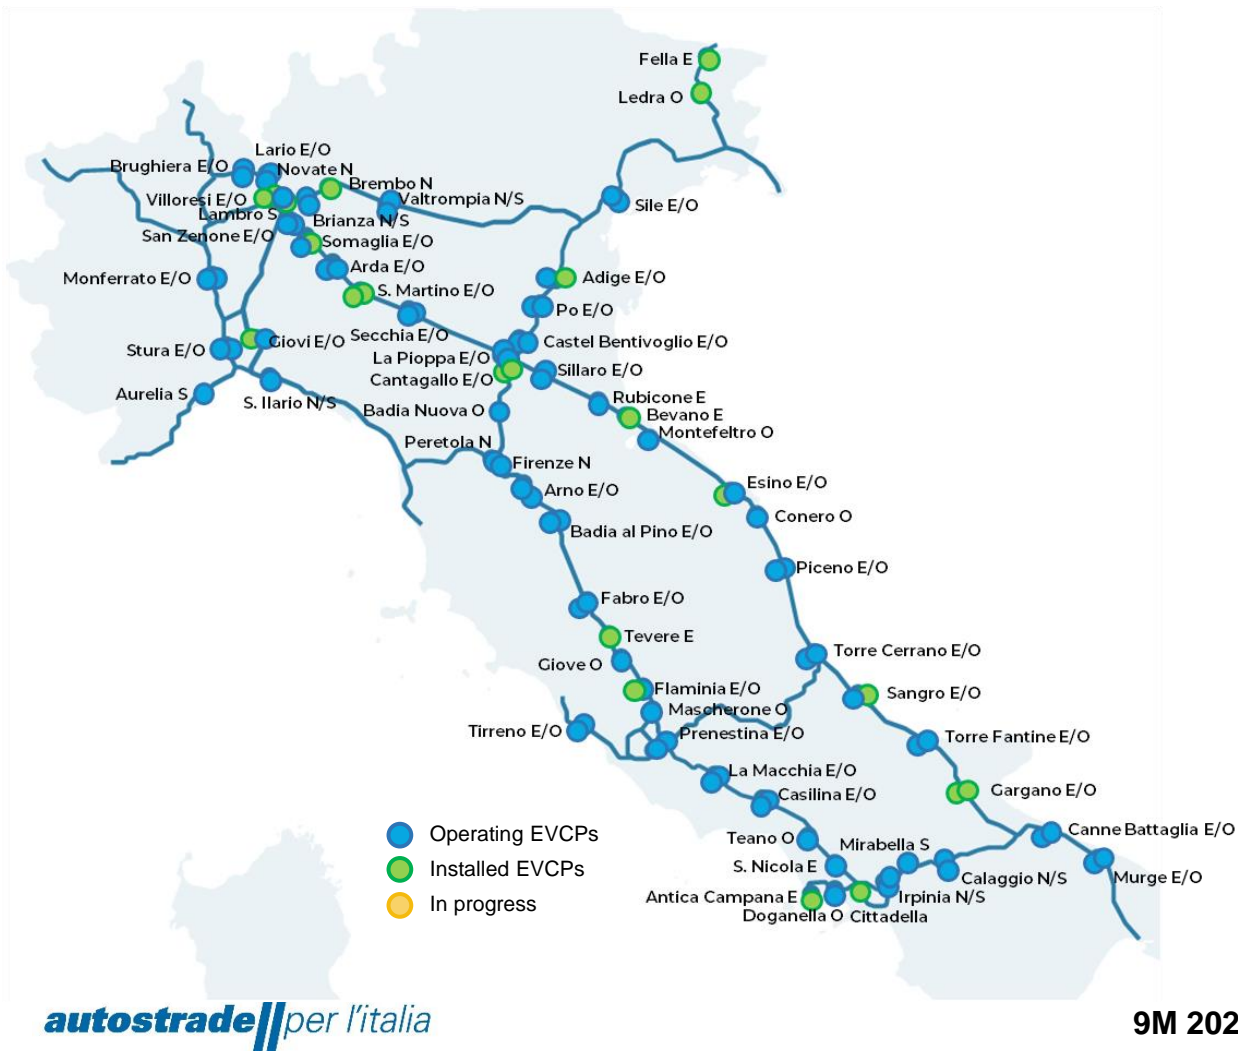 Fella E
Ledra O
Lario E/O
Brughiera E/O
Novate N
Brembo N
Villoresi E/O
Valtrompia N/S
Sile E/O
Lambro S
Brianza N/S
San Zenone E/O
Somaglia E/O
Arda E/O
Monferrato E/O
Adige E/O
S. Martino E/O
Po E/O
Secchia E/O
Giovi E/O
Castel Bentivoglio E/O
Stura E/O
La Pioppa E/O
Sillaro E/O
Cantagallo E/O
Aurelia S
S. Ilario N/S
Rubicone E
Badia Nuova O
Bevano E
Montefeltro O
Peretola N
Firenze N
Esino E/O
Arno E/O
Conero O
Badia al Pino E/O
Piceno E/O
Fabro E/O
Tevere E
Torre Cerrano E/O
Giove O
Flaminia E/O
Sangro E/O
Mascherone O
Tirreno E/O
Prenestina E/O
Torre Fantine E/O
La Macchia E/O
Gargano E/O
Casilina E/O
Operating EVCPs
Canne Battaglia E/O
Teano O
Mirabella S
Installed EVCPs
S. Nicola E
Calaggio N/S
Murge E/O
Antica Campana E
Irpinia N/S
In progress
Doganella O
Cittadella
autostrade per l'italia
9M 202